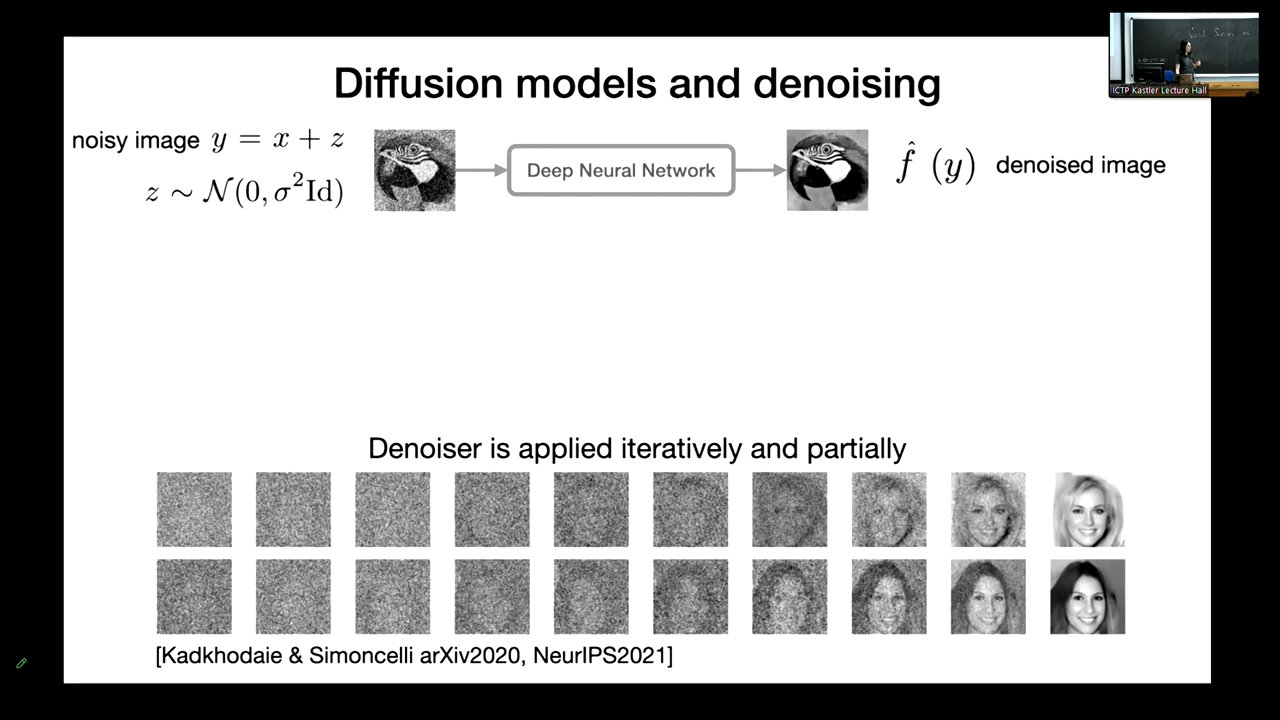 Diffusion models and denoising
noisy image y = x + z
z ∼ 𝒩(0, σ²Id)
Deep Neural Network
f̂ (y) denoised image
Denoiser is applied iteratively and partially
[Kadkhodaie & Simoncelli arXiv2020, NeurIPS2021]
ICTP Kastler Lecture Hall